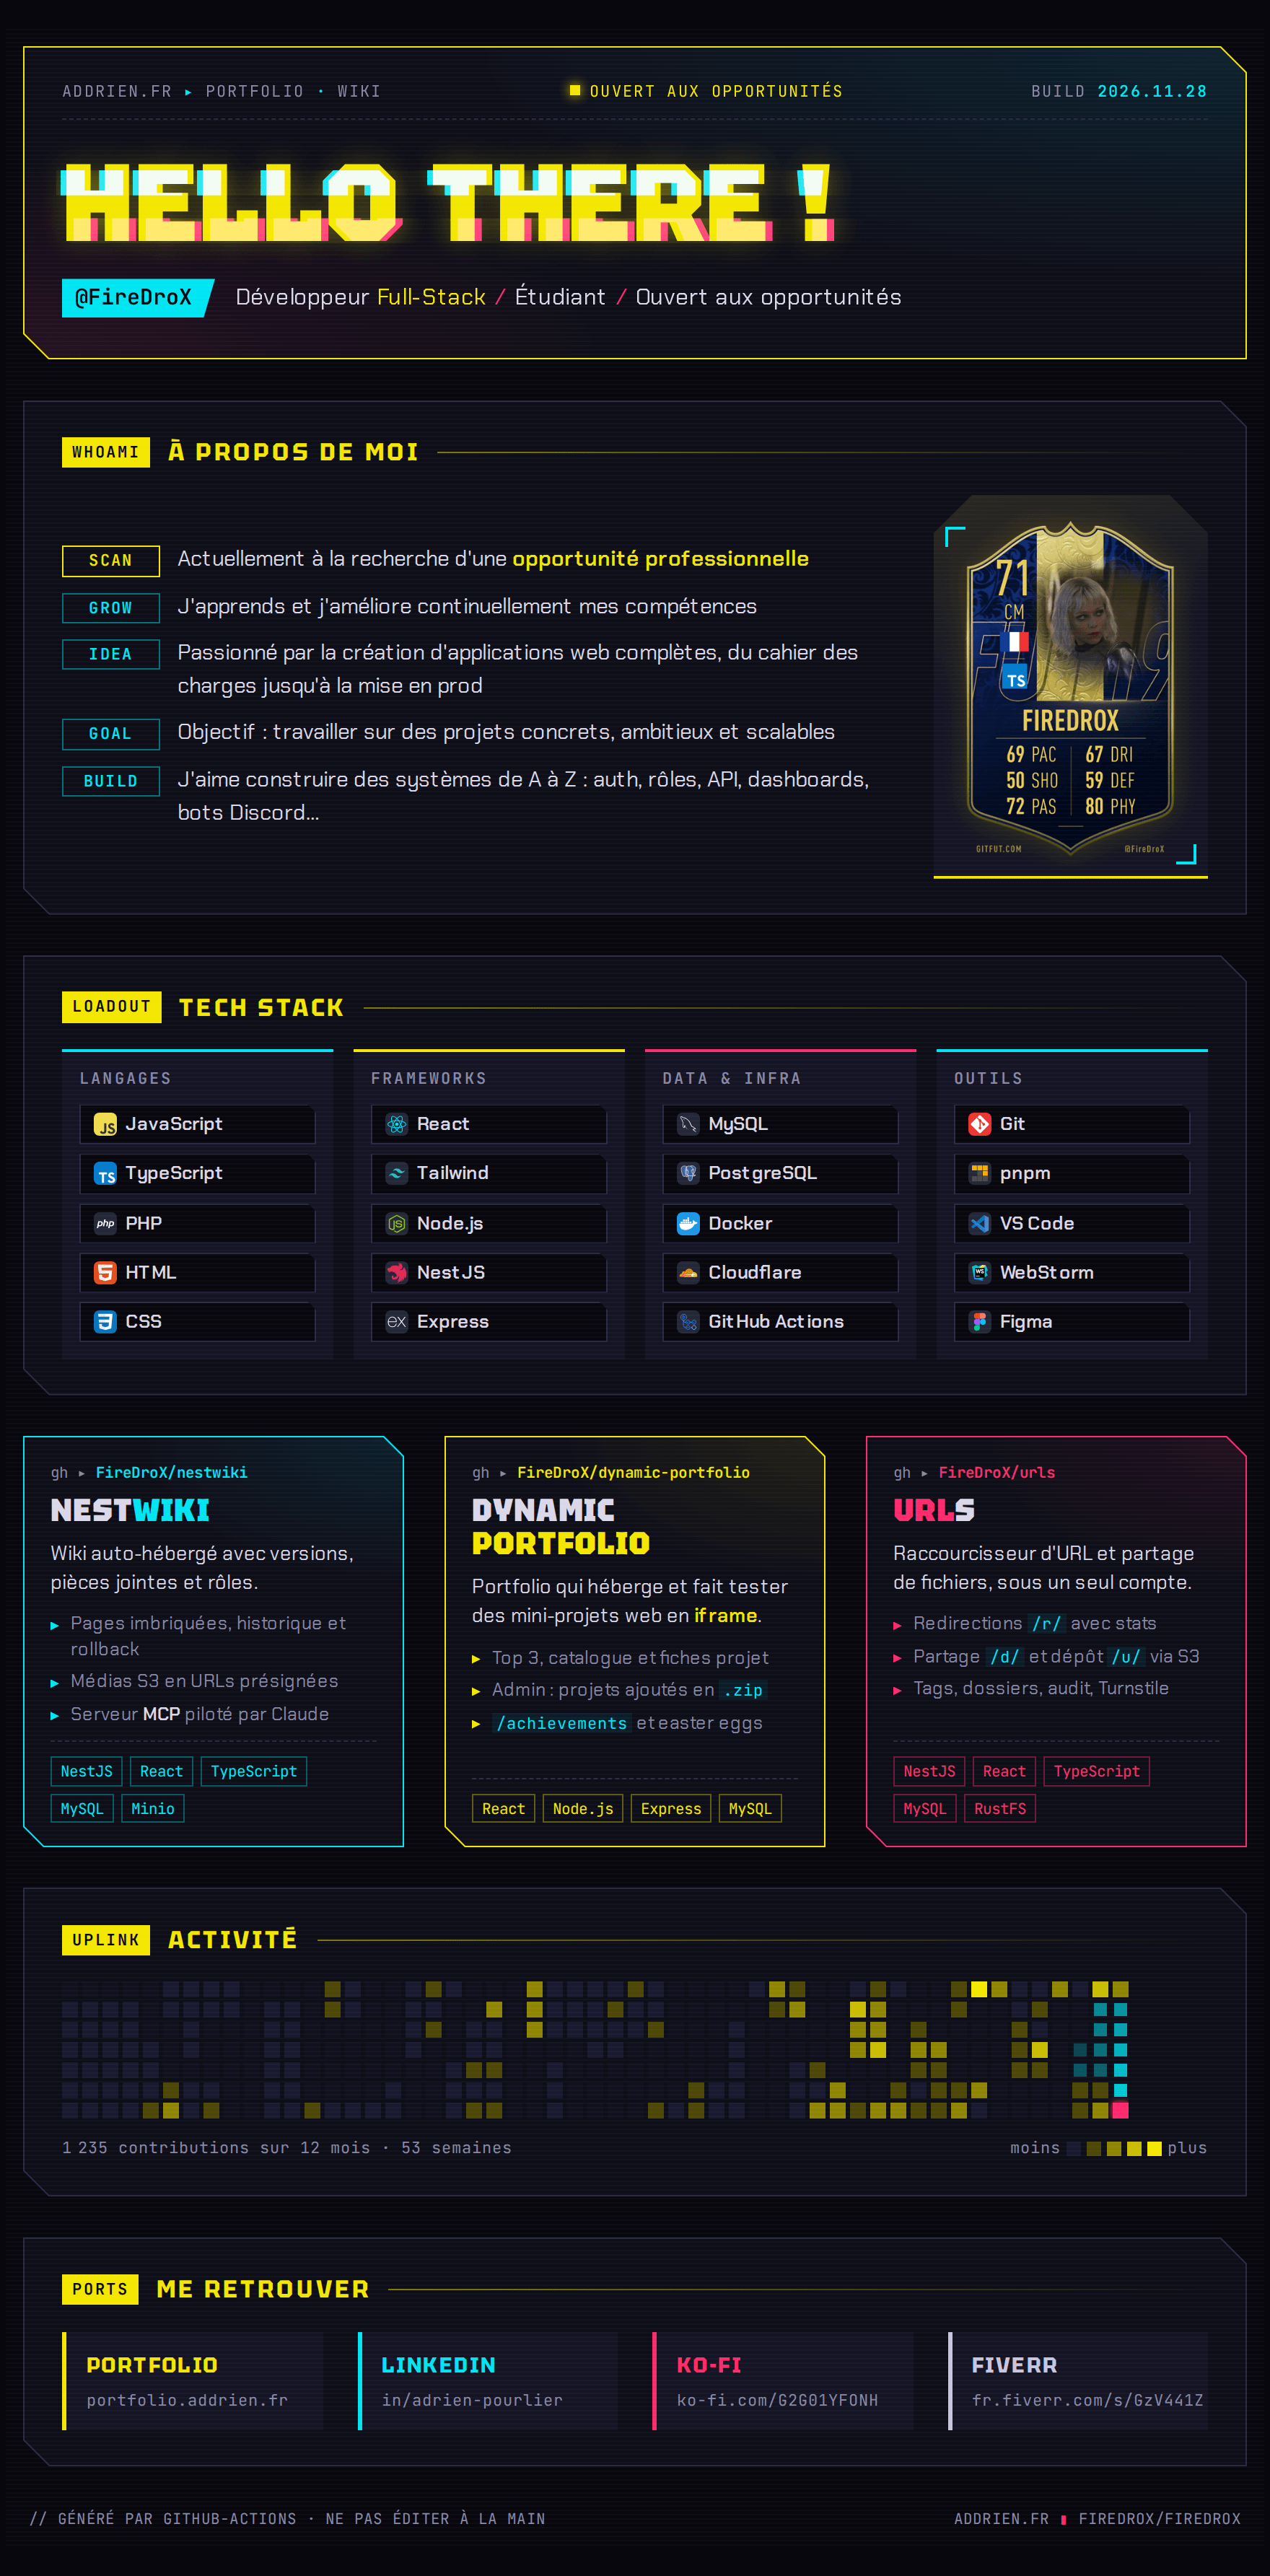 ADDRIEN.FR ▸ PORTFOLIO · WIKI
OUVERT AUX OPPORTUNITÉS
BUILD 2026.11.28
HELLO THERE !
@FireDroX
Développeur Full-Stack / Étudiant / Ouvert aux opportunités
WHOAMI
À PROPOS DE MOI
SCAN
Actuellement à la recherche d'une opportunité professionnelle
GROW
J'apprends et j'améliore continuellement mes compétences
IDEA
Passionné par la création d'applications web complètes, du cahier des
charges jusqu'à la mise en prod
GOAL
Objectif : travailler sur des projets concrets, ambitieux et scalables
BUILD
J'aime construire des systèmes de A à Z : auth, rôles, API, dashboards,
bots Discord...
71
CM
TS
FIREDROX
69 PAC 67 DRI
50 SHO 59 DEF
72 PAS 80 PHY
GITFUT.COM
@FireDroX
LOADOUT
TECH STACK
LANGAGES
JS JavaScript
TS TypeScript
php PHP
HTML
CSS
FRAMEWORKS
React
Tailwind
JS Node.js
NestJS
ex Express
DATA & INFRA
MySQL
PostgreSQL
Docker
Cloudflare
GitHub Actions
OUTILS
Git
pnpm
VS Code
WS WebStorm
Figma
gh ▸ FireDroX/nestwiki
NESTWIKI
Wiki auto-hébergé avec versions,
pièces jointes et rôles.
▸ Pages imbriquées, historique et
rollback
▸ Médias S3 en URLs présignées
▸ Serveur MCP piloté par Claude
NestJS React TypeScript
MySQL Minio
gh ▸ FireDroX/dynamic-portfolio
DYNAMIC
PORTFOLIO
Portfolio qui héberge et fait tester
des mini-projets web en iframe.
▸ Top 3, catalogue et fiches projet
▸ Admin : projets ajoutés en .zip
▸ /achievements et easter eggs
React Node.js Express MySQL
gh ▸ FireDroX/urls
URLS
Raccourcisseur d'URL et partage
de fichiers, sous un seul compte.
▸ Redirections /r/ avec stats
▸ Partage /d/ et dépôt /u/ via S3
▸ Tags, dossiers, audit, Turnstile
NestJS React TypeScript
MySQL RustFS
UPLINK
ACTIVITÉ
1 235 contributions sur 12 mois · 53 semaines
moins plus
PORTS
ME RETROUVER
PORTFOLIO
portfolio.addrien.fr
LINKEDIN
in/adrien-pourlier
KO-FI
ko-fi.com/G2G01YFONH
FIVERR
fr.fiverr.com/s/GzV441Z
// GÉNÉRÉ PAR GITHUB-ACTIONS · NE PAS ÉDITER À LA MAIN
ADDRIEN.FR ▮ FIREDROX/FIREDROX